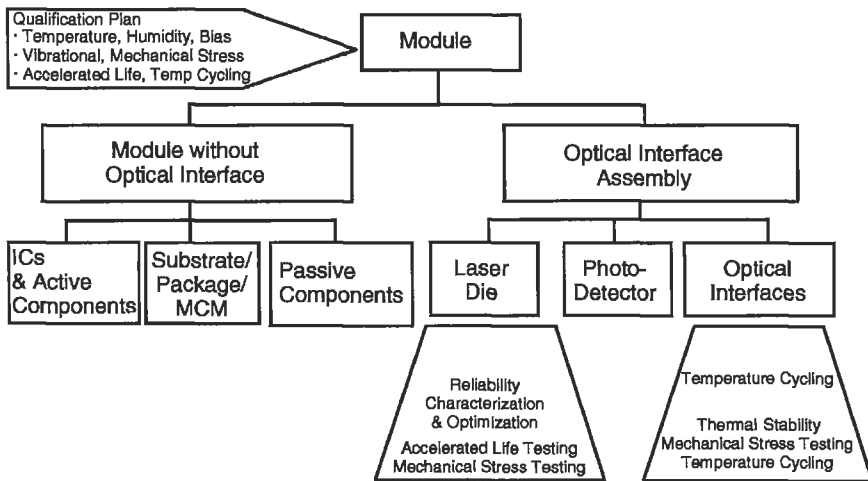 Qualification Plan
· Temperature, Humidity, Bias
· Vibrational, Mechanical Stress
· Accelerated Life, Temp Cycling
Module
Module without
Optical Interface
Optical Interface
Assembly
ICs
& Active
Components
Substrate/
Package/
MCM
Passive
Components
Laser
Die
Photo-
Detector
Optical
Interfaces
Reliability
Characterization
& Optimization
Accelerated Life Testing
Mechanical Stress Testing
Temperature Cycling
Thermal Stability
Mechanical Stress Testing
Temperature Cycling